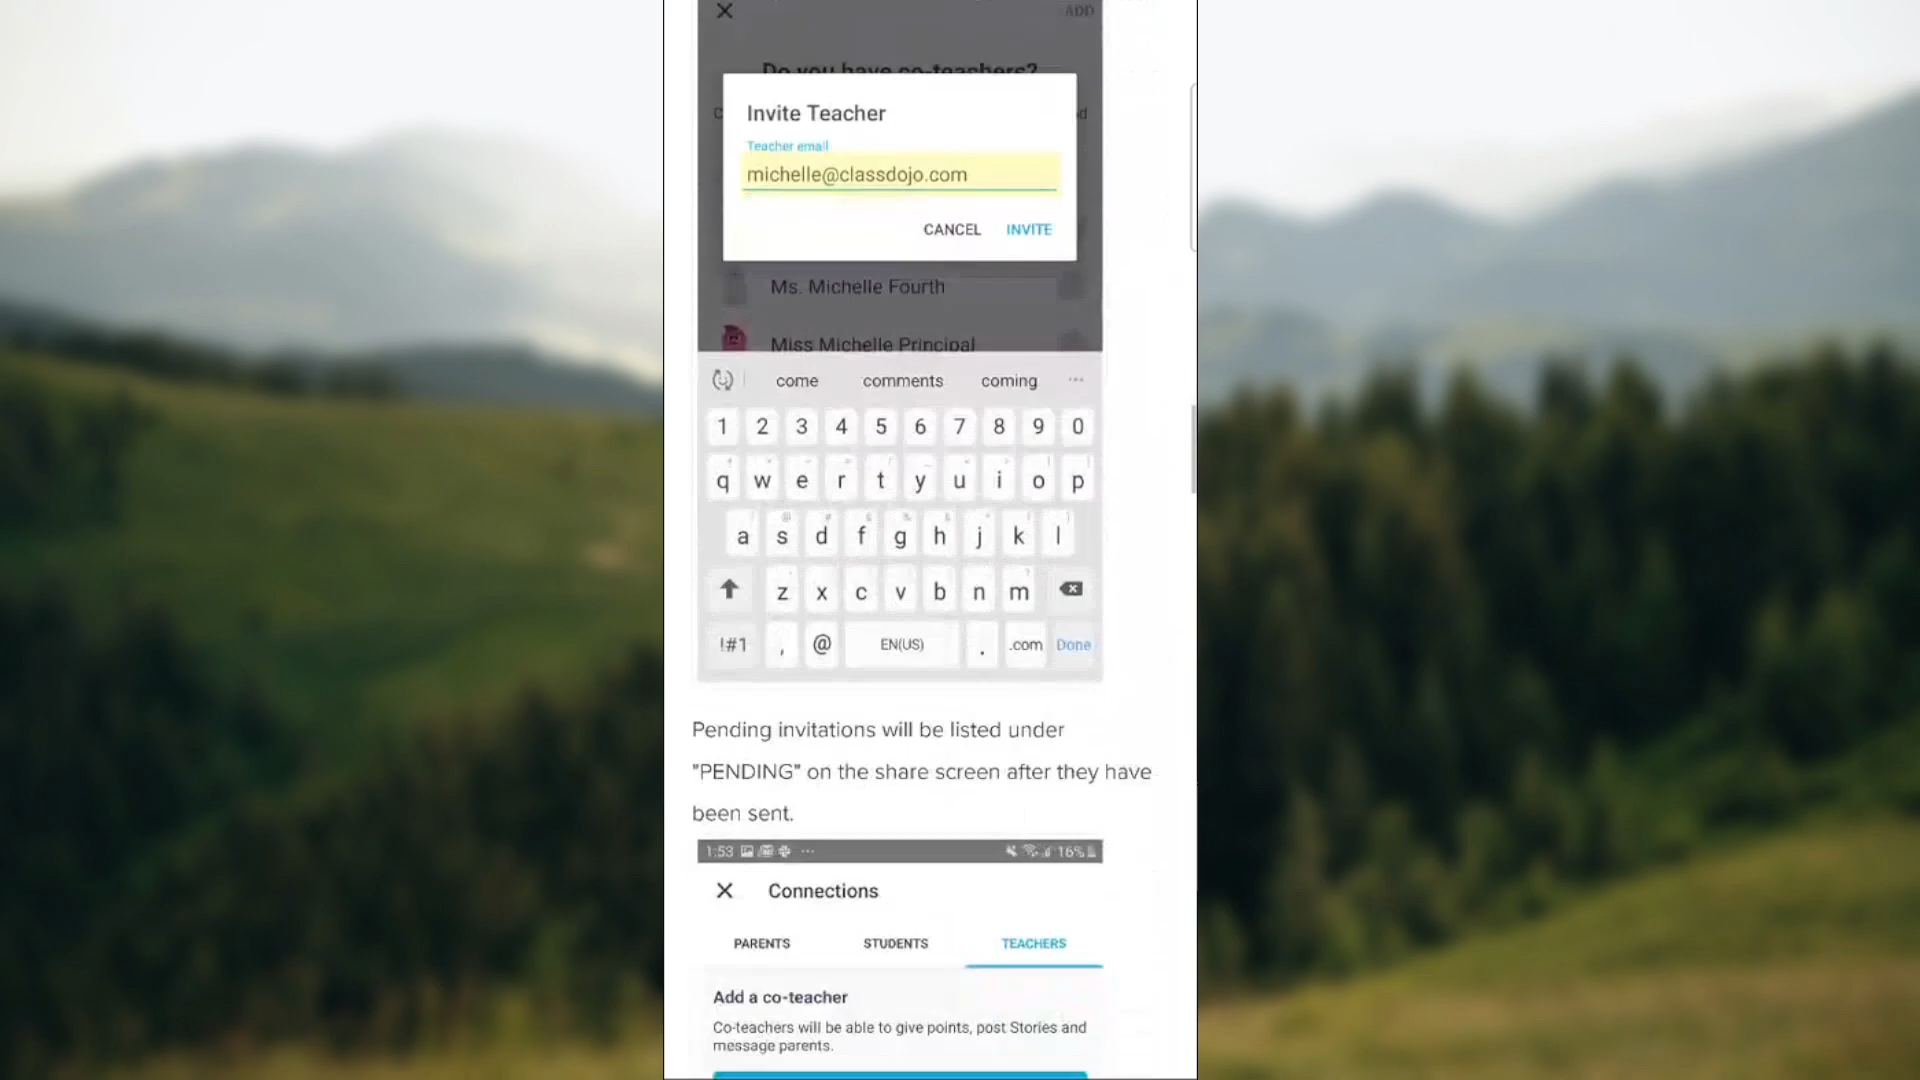 ADD
Do you have co-teachers?
Invite Teacher
Teacher email
michelle@classdojo.com
CANCEL INVITE
Ms. Michelle Fourth
Miss Michelle Principal
come comments coming ...
1 2 3 4 5 6 7 8 9 0
q w e r t y u i o p
a s d f g h j k l
z x c v b n m
!#1 , @ EN(US) . .com Done
Pending invitations will be listed under
"PENDING" on the share screen after they have
been sent.
1:53 ... 16%
Connections
PARENTS STUDENTS TEACHERS
Add a co-teacher
Co-teachers will be able to give points, post Stories and
message parents.